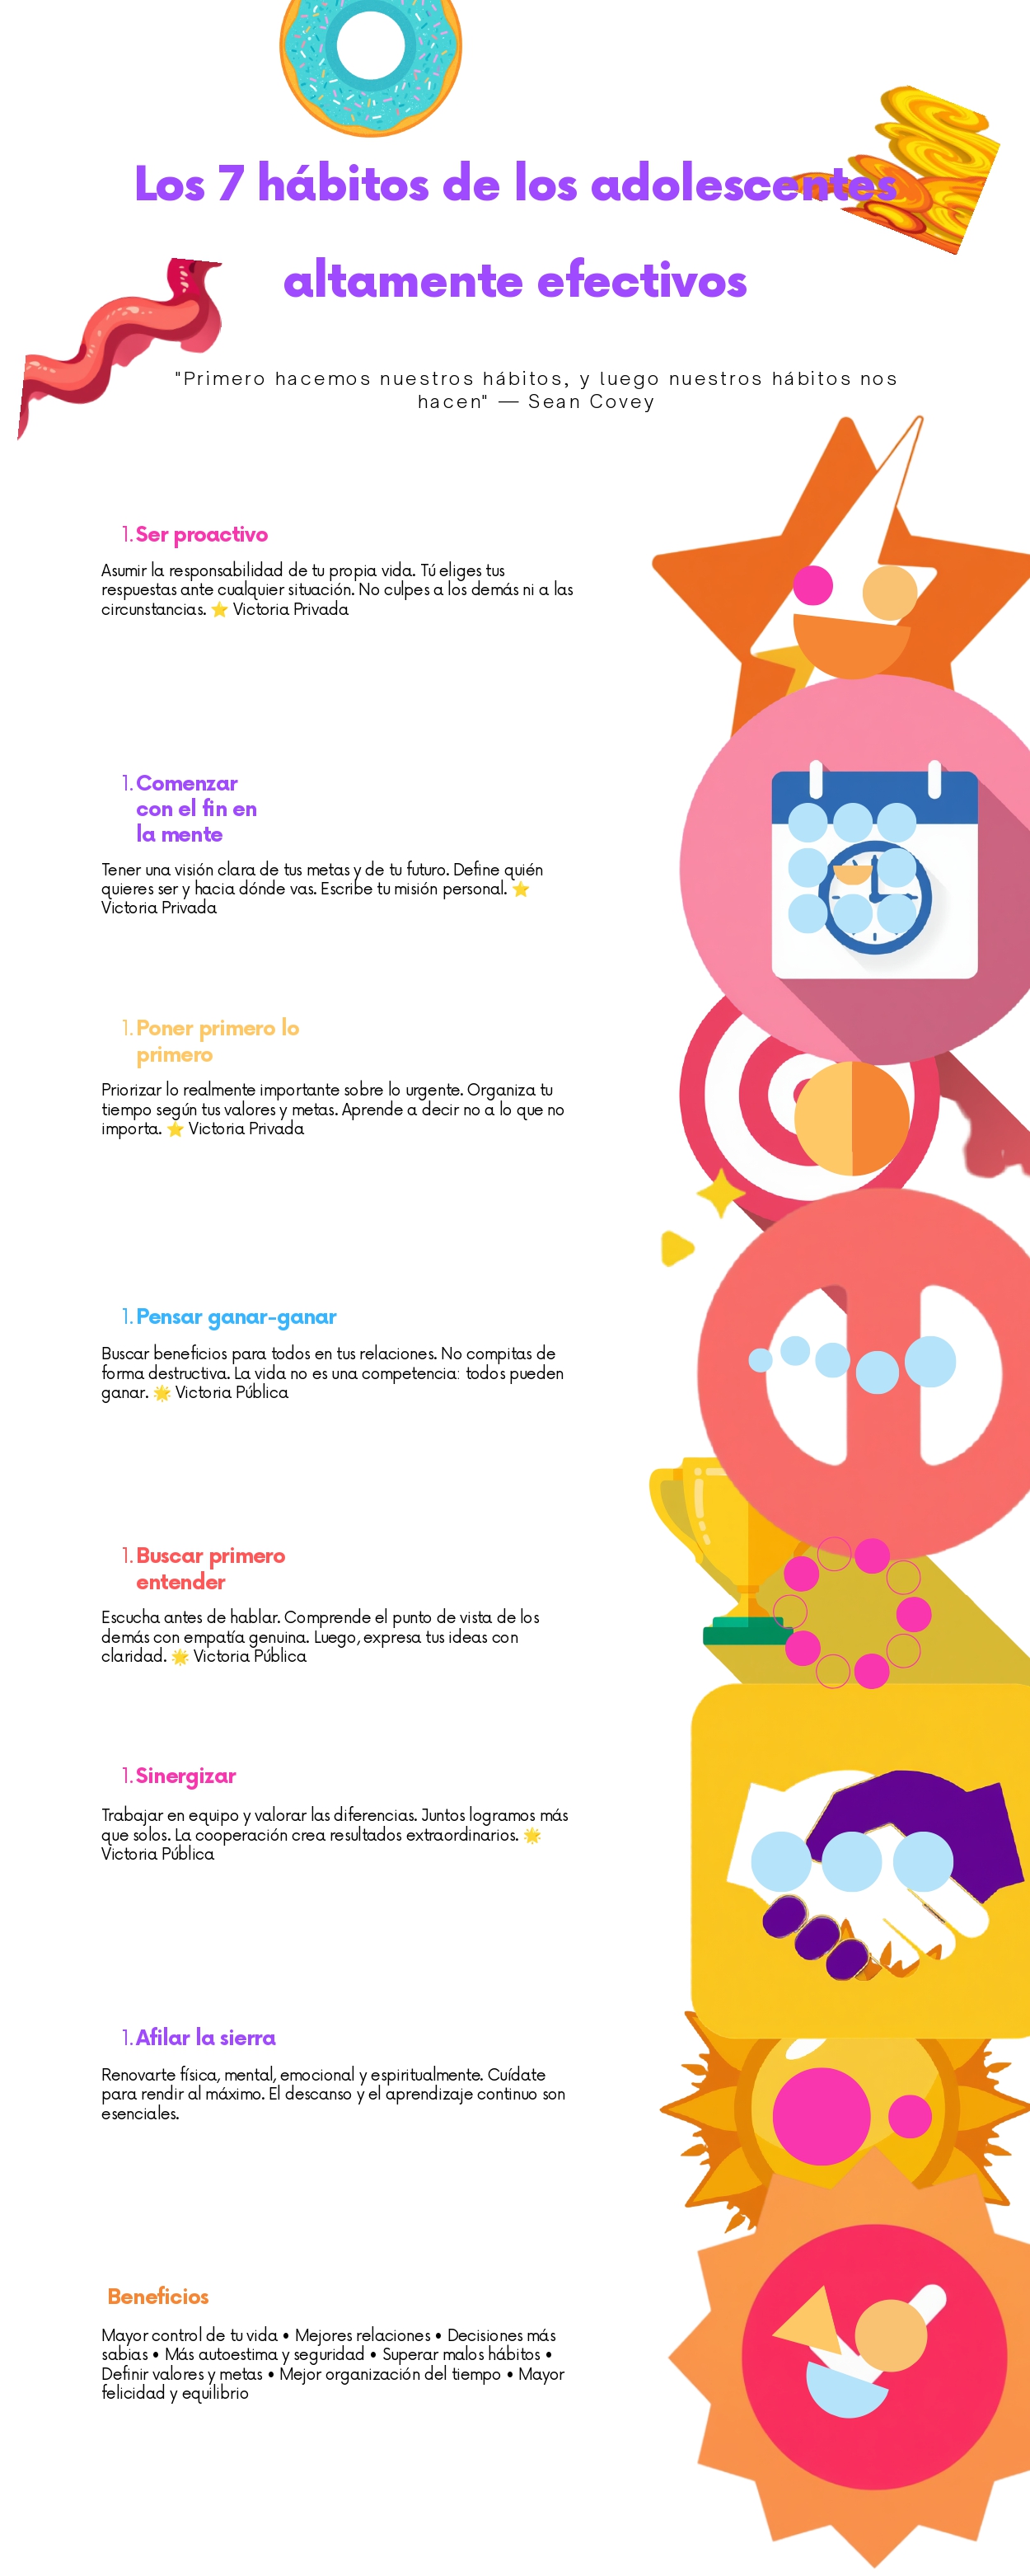 Los 7 hábitos de los adolescentes
altamente efectivos
"Primero hacemos nuestros hábitos, y luego nuestros hábitos nos
hacen" — Sean Covey
1. Ser proactivo
Asumir la responsabilidad de tu propia vida. Tú eliges tus
respuestas ante cualquier situación. No culpes a los demás ni a las
circunstancias. ⭐ Victoria Privada
1. Comenzar
con el fin en
la mente
Tener una visión clara de tus metas y de tu futuro. Define quién
quieres ser y hacia dónde vas. Escribe tu misión personal. ⭐
Victoria Privada
1. Poner primero lo
primero
Priorizar lo realmente importante sobre lo urgente. Organiza tu
tiempo según tus valores y metas. Aprende a decir no a lo que no
importa. ⭐ Victoria Privada
1. Pensar ganar-ganar
Buscar beneficios para todos en tus relaciones. No compitas de
forma destructiva. La vida no es una competencia: todos pueden
ganar. 🌟 Victoria Pública
1. Buscar primero
entender
Escucha antes de hablar. Comprende el punto de vista de los
demás con empatía genuina. Luego, expresa tus ideas con
claridad. 🌟 Victoria Pública
1. Sinergizar
Trabajar en equipo y valorar las diferencias. Juntos logramos más
que solos. La cooperación crea resultados extraordinarios. 🌟
Victoria Pública
1. Afilar la sierra
Renovarte física, mental, emocional y espiritualmente. Cuídate
para rendir al máximo. El descanso y el aprendizaje continuo son
esenciales.
Beneficios
Mayor control de tu vida • Mejores relaciones • Decisiones más
sabias • Más autoestima y seguridad • Superar malos hábitos •
Definir valores y metas • Mejor organización del tiempo • Mayor
felicidad y equilibrio